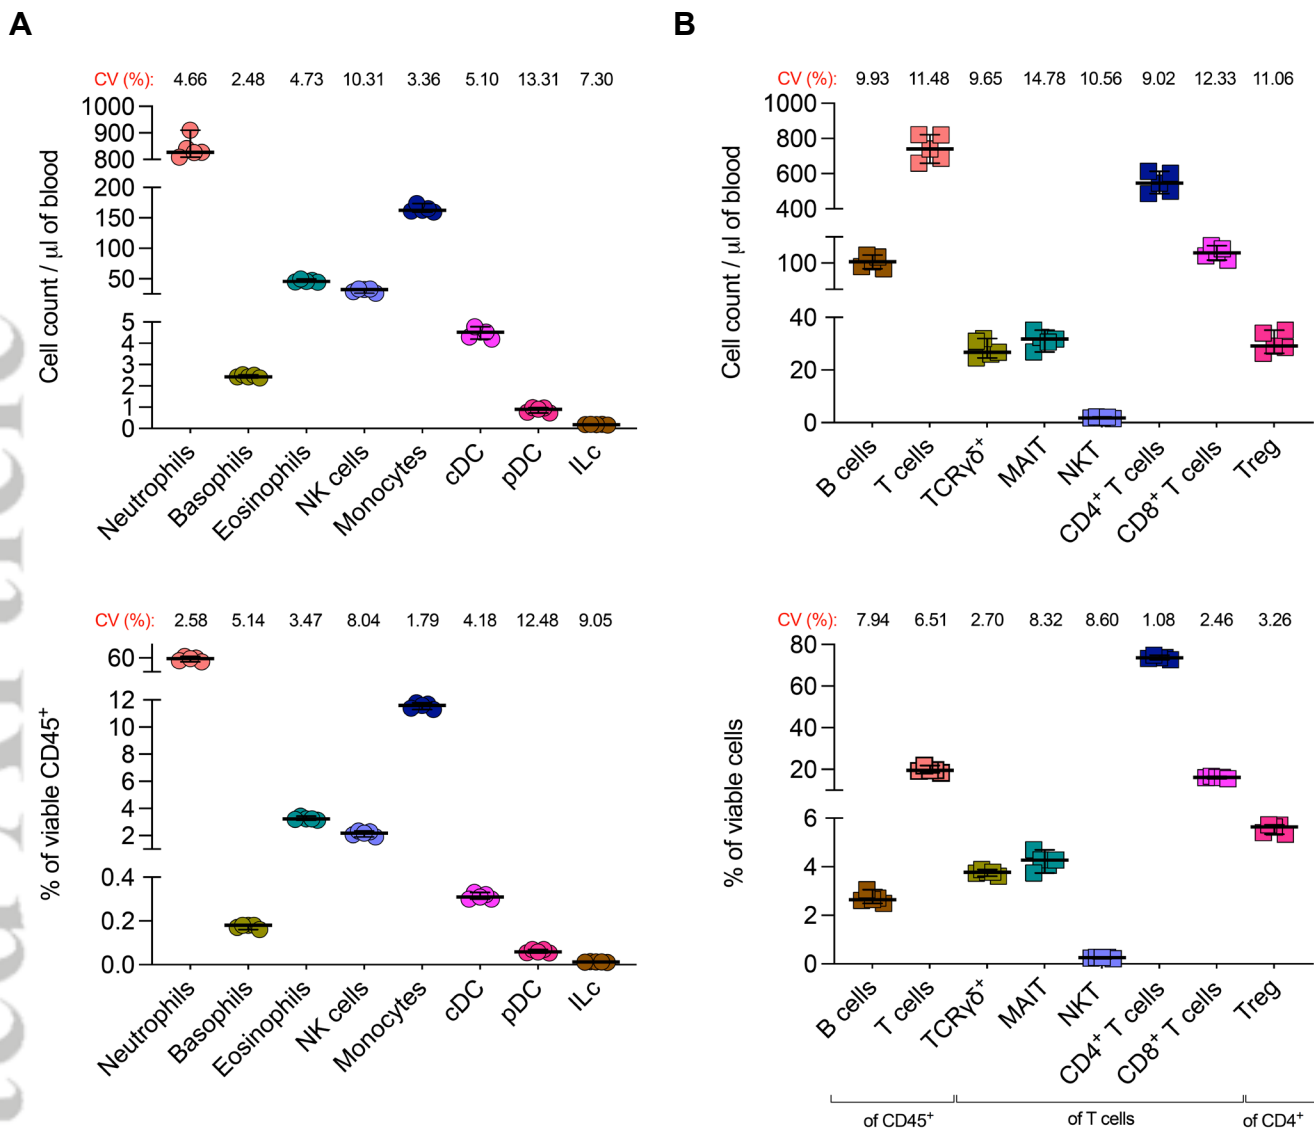 A
CV (%): 4.66 2.48 4.73 10.31 3.36 5.10 13.31 7.30
Cell count / µl of blood
1000
900
800
200
150
100
50
5
4
3
2
1
0
Neutrophils Basophils Eosinophils NK cells Monocytes cDC pDC ILc
B
CV (%): 9.93 11.48 9.65 14.78 10.56 9.02 12.33 11.06
Cell count / µl of blood
1000
800
600
400
100
40
20
0
B cells T cells TCRγδ⁺ MAIT NKT CD4⁺ T cells CD8⁺ T cells Treg
CV (%): 2.58 5.14 3.47 8.04 1.79 4.18 12.48 9.05
% of viable CD45⁺
60
12
10
8
6
4
2
0.4
0.2
0.0
Neutrophils Basophils Eosinophils NK cells Monocytes cDC pDC ILc
CV (%): 7.94 6.51 2.70 8.32 8.60 1.08 2.46 3.26
% of viable cells
80
60
40
20
6
4
2
0
B cells T cells TCRγδ⁺ MAIT NKT CD4⁺ T cells CD8⁺ T cells Treg
of CD45⁺ of T cells of CD4⁺